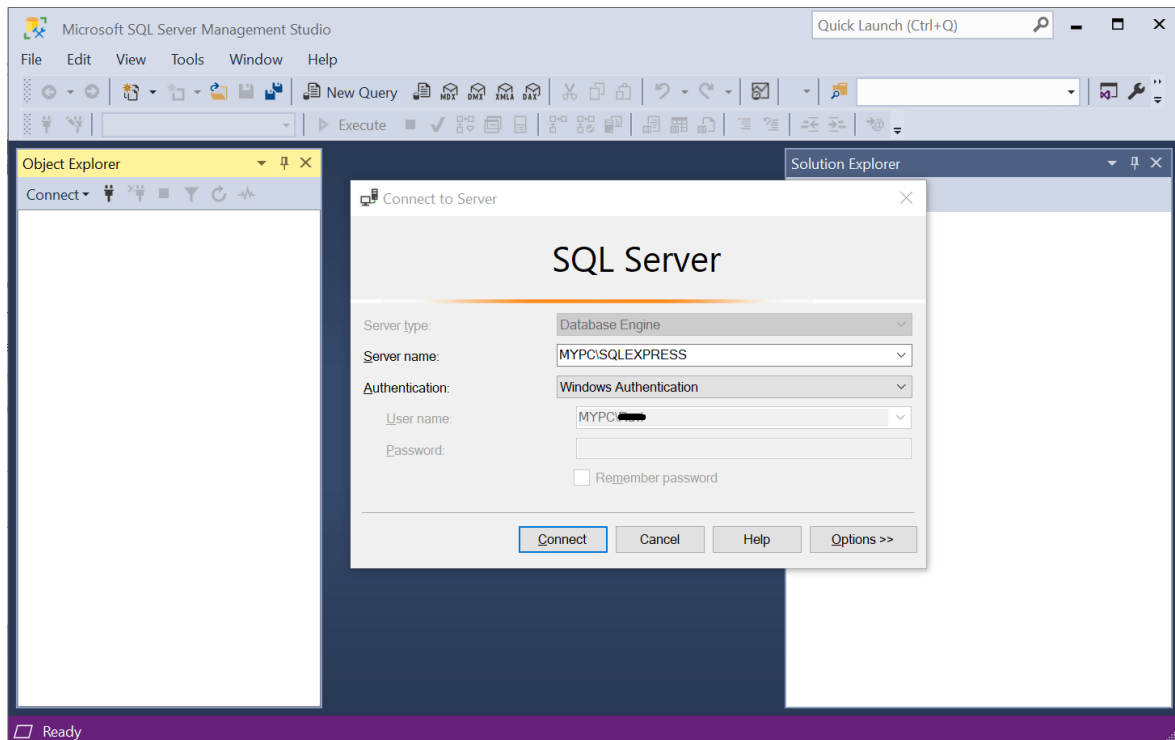 Microsoft SQL Server Management Studio
Quick Launch (Ctrl+Q)
File Edit View Tools Window Help
New Query MDX DMX XMLA DAX
Execute
Object Explorer
Solution Explorer
Connect
Connect to Server
SQL Server
Server type: Database Engine
Server name: MYPC\SQLEXPRESS
Authentication: Windows Authentication
User name: MYPC\
Password:
Remember password
Connect Cancel Help Options >>
Ready